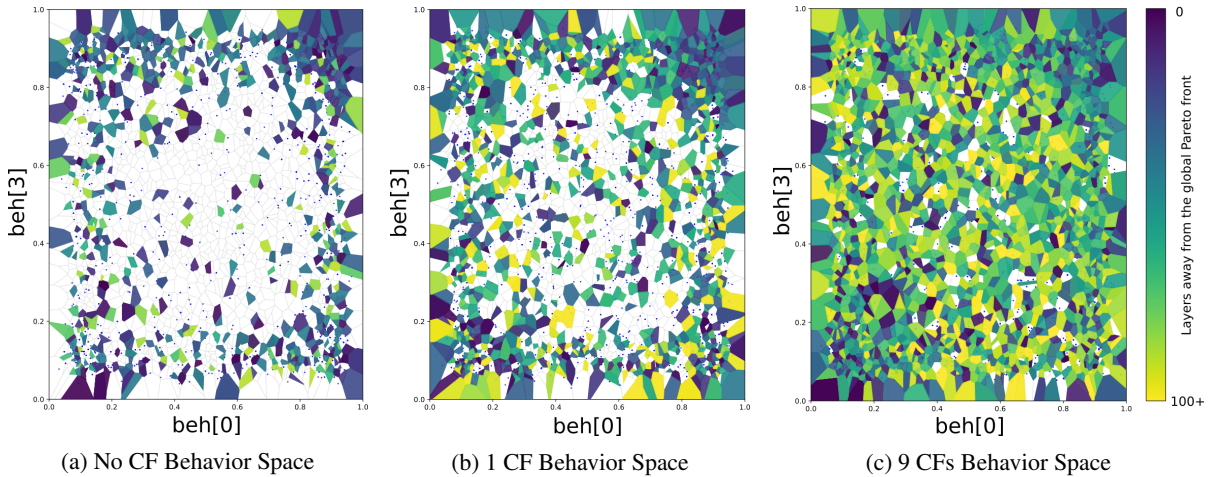 1.0
0.8
0.6
0.4
0.2
0.0
beh[3]
0.0 0.2 0.4 0.6 0.8 1.0
beh[0]
(a) No CF Behavior Space
1.0
0.8
0.6
0.4
0.2
0.0
beh[3]
0.0 0.2 0.4 0.6 0.8 1.0
beh[0]
(b) 1 CF Behavior Space
1.0
0.8
0.6
0.4
0.2
0.0
beh[3]
0.0 0.2 0.4 0.6 0.8 1.0
beh[0]
(c) 9 CFs Behavior Space
0
Layers away from the global Pareto front
100+